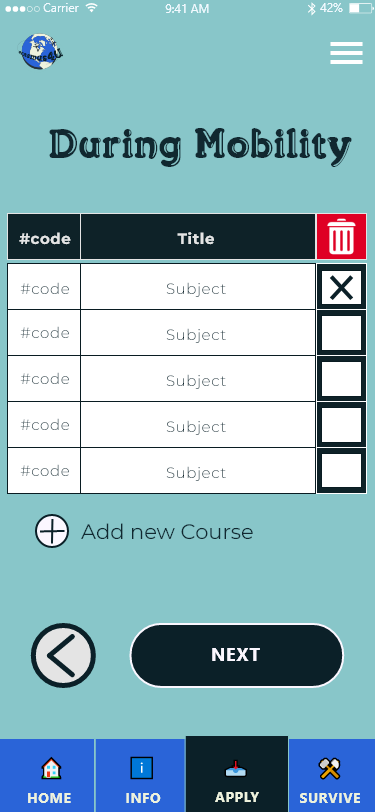 Carrier 9:41 AM 42%
During Mobility
#code Title
#code Subject
#code Subject
#code Subject
#code Subject
#code Subject
Add new Course
NEXT
HOME INFO APPLY SURVIVE